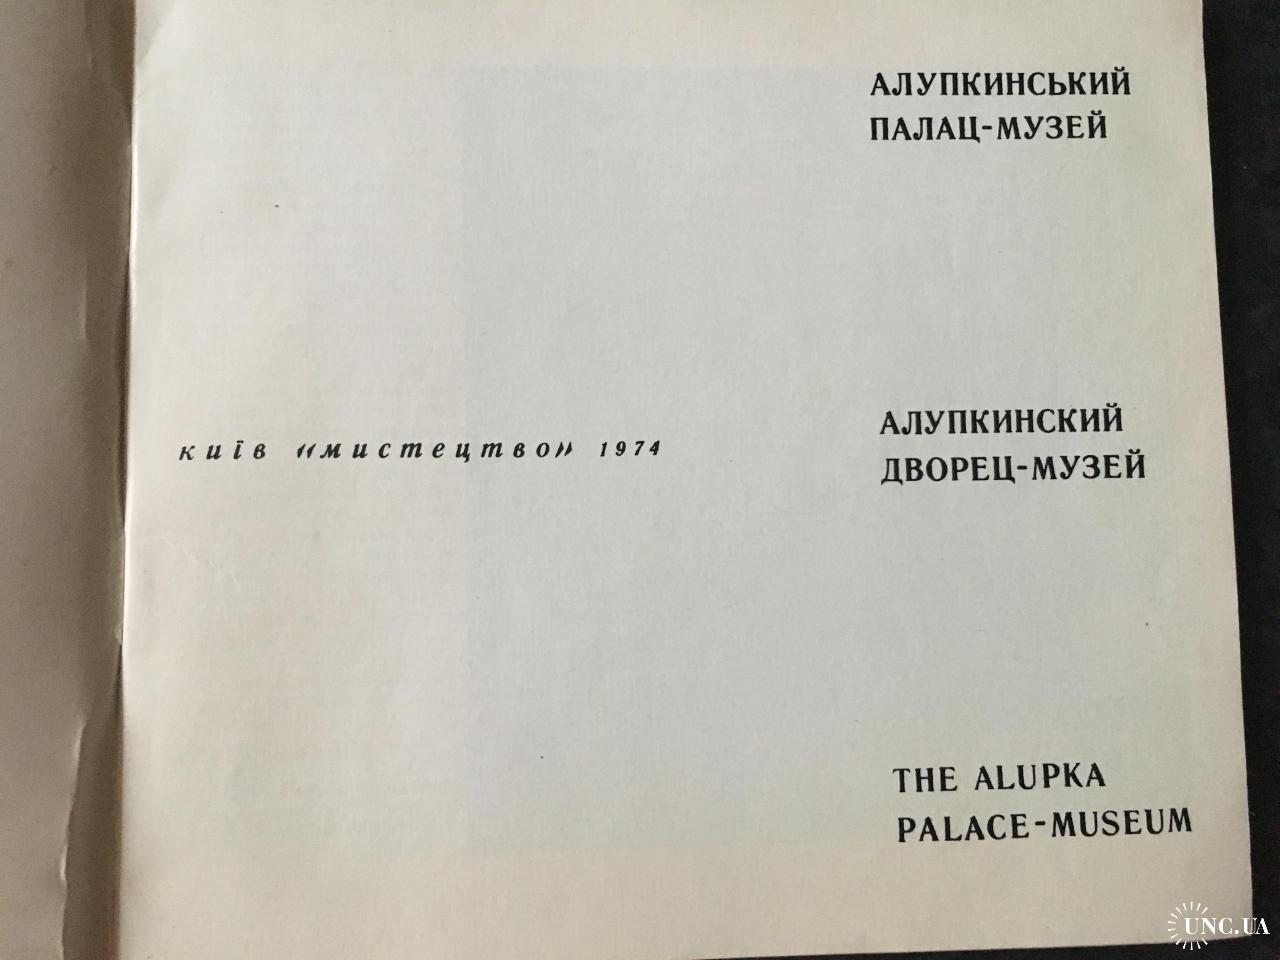 АЛУПКИНСЬКИЙ
ПАЛАЦ-МУЗЕЙ
київ «мистецтво» 1974
АЛУПКИНСКИЙ
ДВОРЕЦ-МУЗЕЙ
THE ALUPKA
PALACE-MUSEUM
UNC.UA